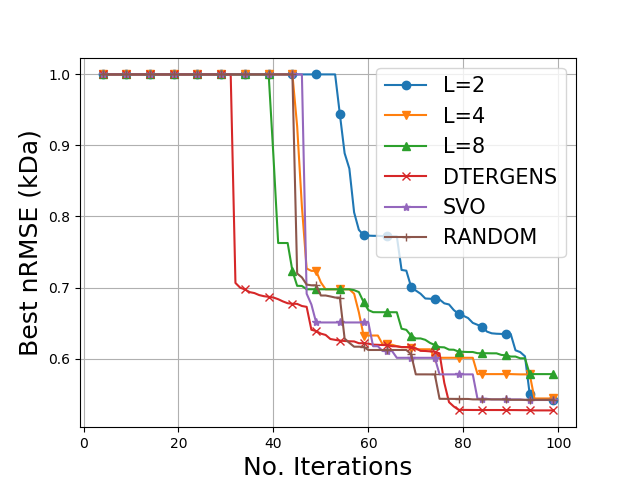 1.0
0.9
0.8
0.7
0.6
Best nRMSE (kDa)
0
20
40
60
80
100
No. Iterations
L=2
L=4
L=8
DTERGENS
SVO
RANDOM